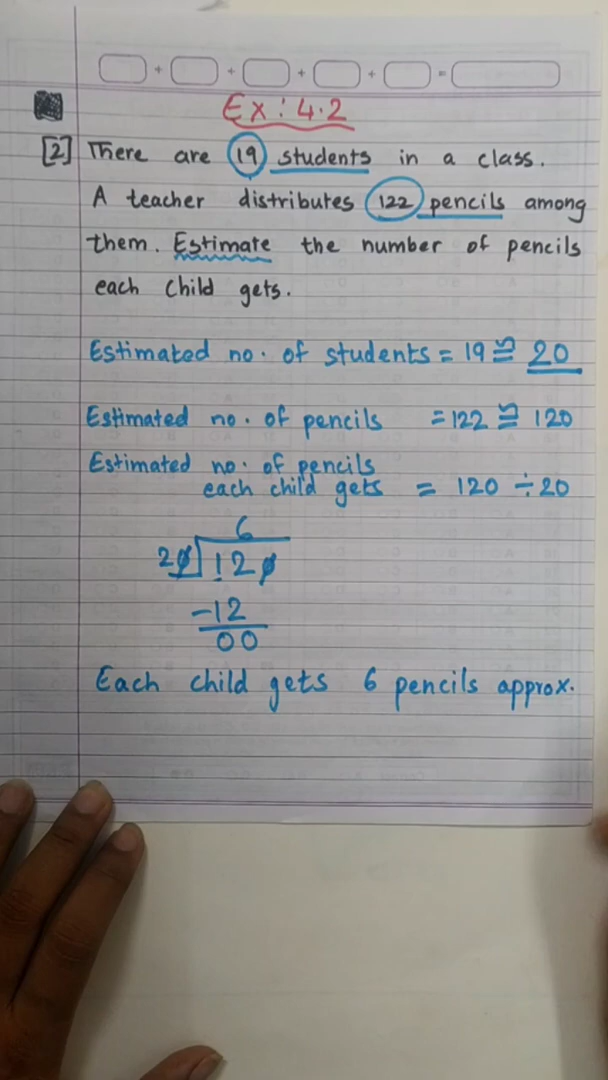 + + + + =
Ex : 4.2
[2] There are 19 students in a class.
A teacher distributes 122 pencils among
them. Estimate the number of pencils
each child gets.
Estimated no. of students = 19 ≅ 20
Estimated no. of pencils = 122 ≅ 120
Estimated no. of pencils
each child gets = 120 ÷ 20
6
20 120
-12
00
Each child gets 6 pencils approx.